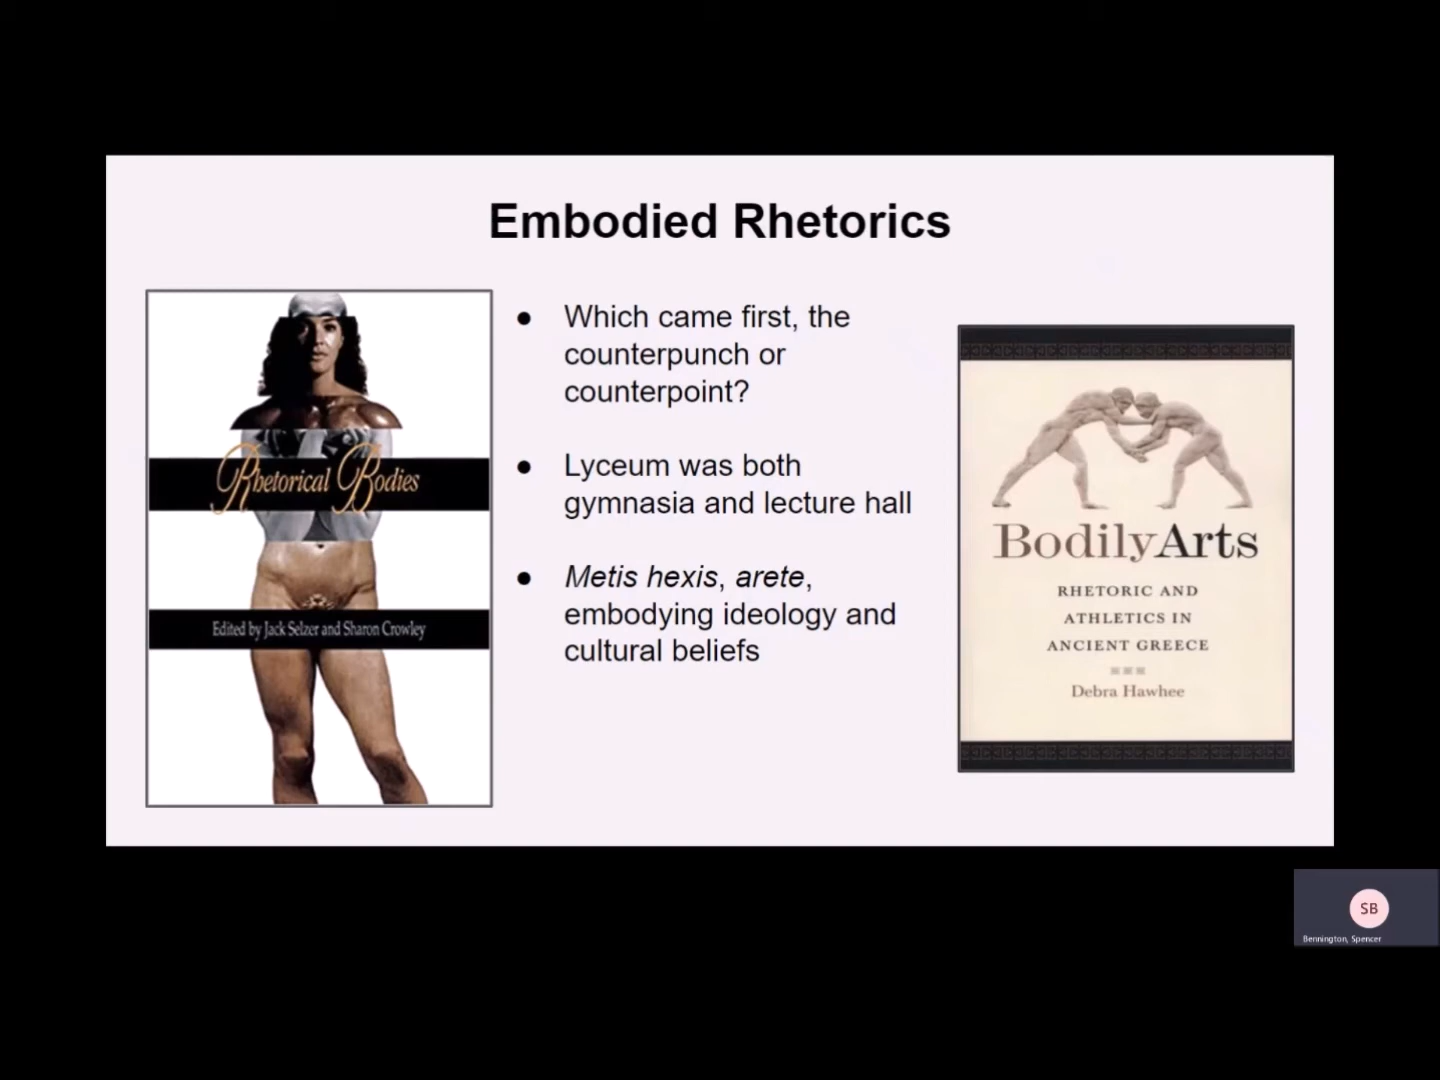 Embodied Rhetorics
Rhetorical Bodies
Edited by Jack Selzer and Sharon Crowley
● Which came first, the
counterpunch or
counterpoint?
● Lyceum was both
gymnasia and lecture hall
● Metis hexis, arete,
embodying ideology and
cultural beliefs
BodilyArts
RHETORIC AND
ATHLETICS IN
ANCIENT GREECE
Debra Hawhee
SB
Bennington, Spencer